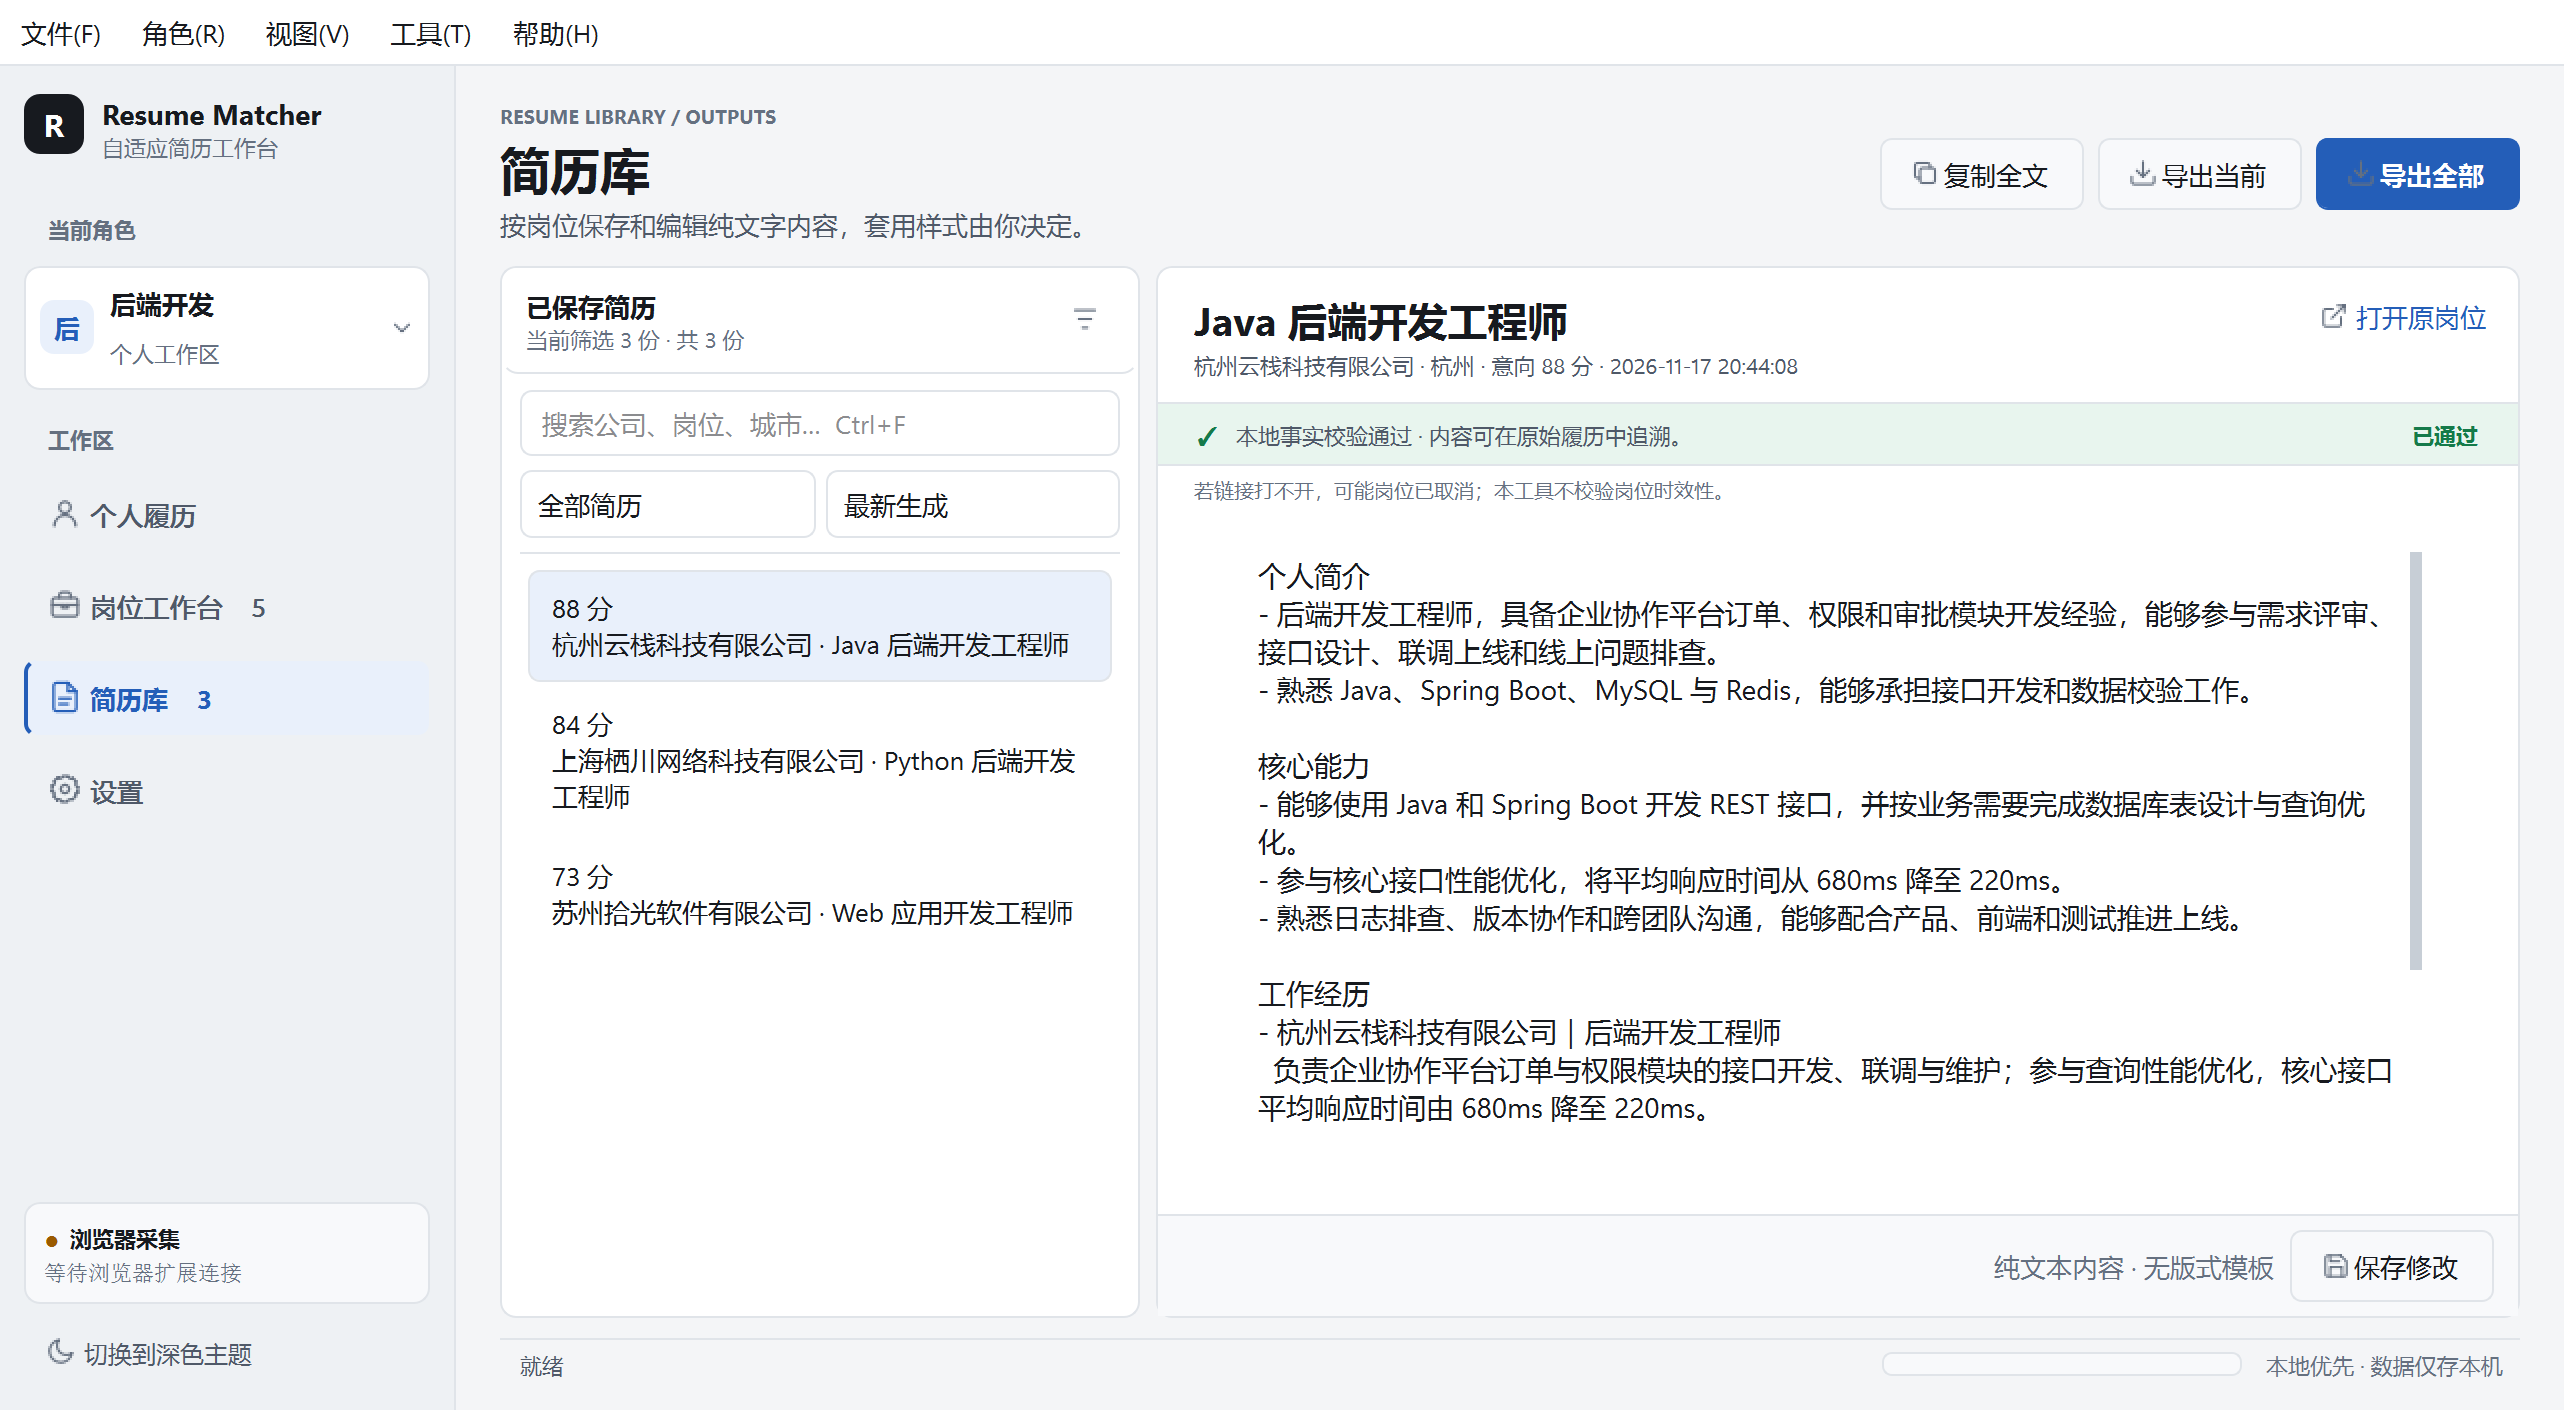 文件(F) 角色(R) 视图(V) 工具(T) 帮助(H)
R
Resume Matcher
自适应简历工作台
当前角色
后
后端开发
个人工作区
工作区
个人履历
岗位工作台 5
简历库 3
设置
浏览器采集
等待浏览器扩展连接
切换到深色主题
RESUME LIBRARY / OUTPUTS
简历库
按岗位保存和编辑纯文字内容，套用样式由你决定。
复制全文
导出当前
导出全部
已保存简历
当前筛选 3 份 · 共 3 份
搜索公司、岗位、城市... Ctrl+F
全部简历
最新生成
88 分
杭州云栈科技有限公司 · Java 后端开发工程师
84 分
上海栖川网络科技有限公司 · Python 后端开发
工程师
73 分
苏州拾光软件有限公司 · Web 应用开发工程师
Java 后端开发工程师
打开原岗位
杭州云栈科技有限公司 · 杭州 · 意向 88 分 · 2026-11-17 20:44:08
✓ 本地事实校验通过 · 内容可在原始履历中追溯。
已通过
若链接打不开，可能岗位已取消；本工具不校验岗位时效性。
个人简介
- 后端开发工程师，具备企业协作平台订单、权限和审批模块开发经验，能够参与需求评审、
接口设计、联调上线和线上问题排查。
- 熟悉 Java、Spring Boot、MySQL 与 Redis，能够承担接口开发和数据校验工作。
核心能力
- 能够使用 Java 和 Spring Boot 开发 REST 接口，并按业务需要完成数据库表设计与查询优
化。
- 参与核心接口性能优化，将平均响应时间从 680ms 降至 220ms。
- 熟悉日志排查、版本协作和跨团队沟通，能够配合产品、前端和测试推进上线。
工作经历
- 杭州云栈科技有限公司 | 后端开发工程师
负责企业协作平台订单与权限模块的接口开发、联调与维护；参与查询性能优化，核心接口
平均响应时间由 680ms 降至 220ms。
纯文本内容 · 无版式模板
保存修改
就绪
本地优先 · 数据仅存本机